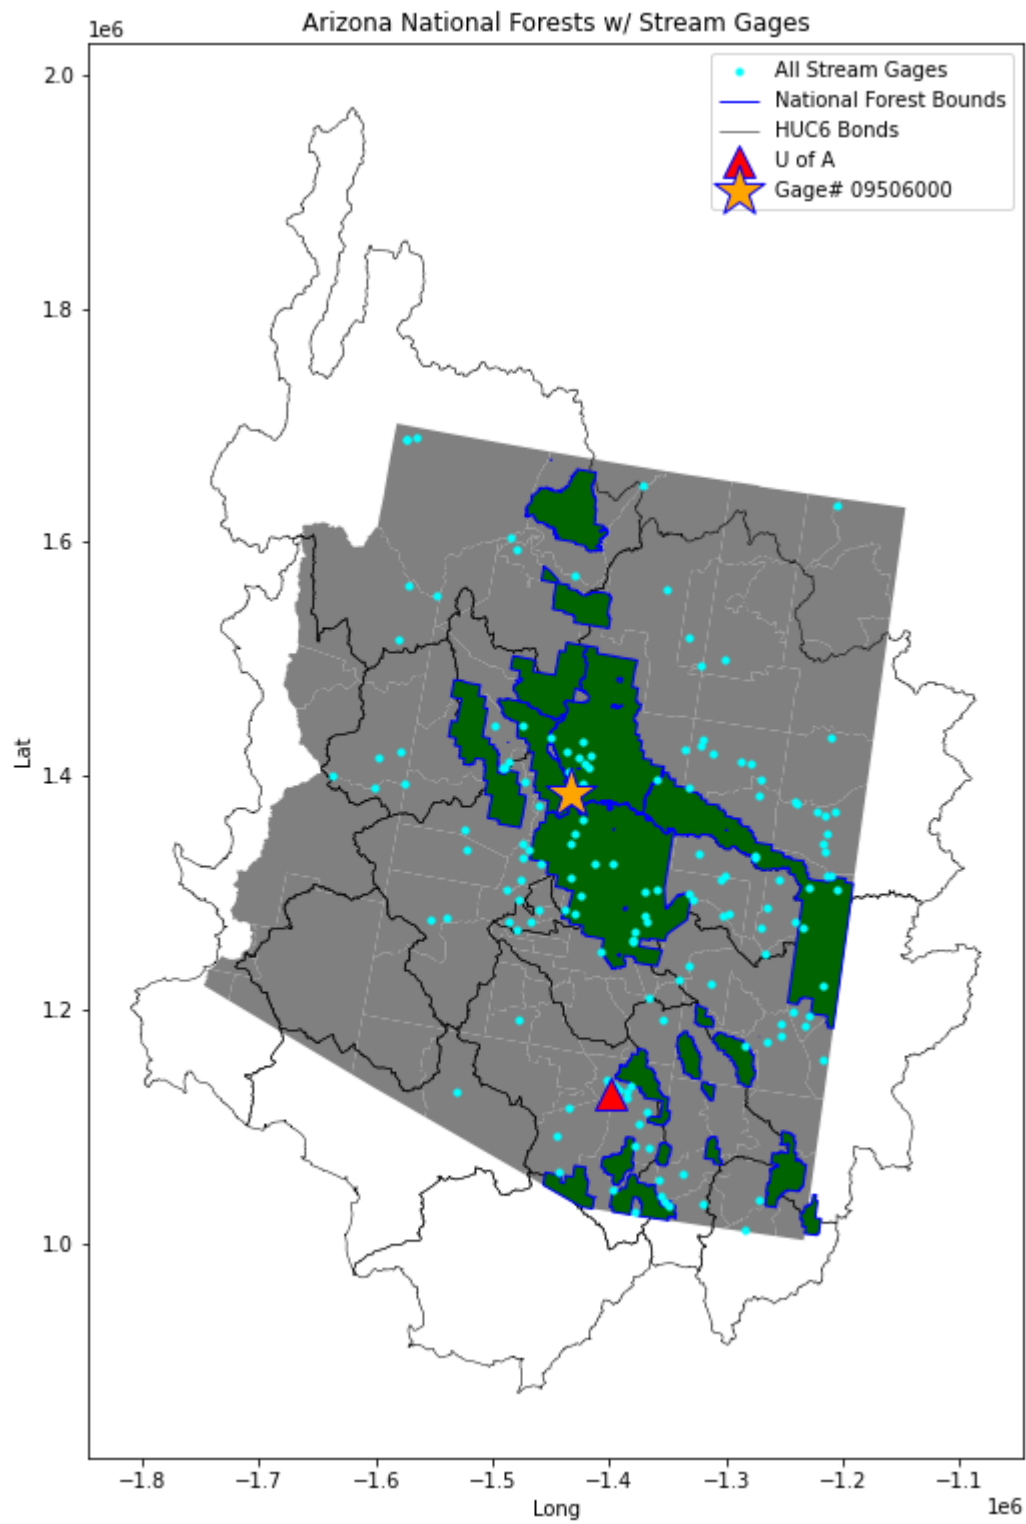 Arizona National Forests w/ Stream Gages
1e6
2.0
1.8
1.6
1.4
1.2
1.0
Lat
All Stream Gages
National Forest Bounds
HUC6 Bonds
U of A
Gage# 09506000
−1.8 −1.7 −1.6 −1.5 −1.4 −1.3 −1.2 −1.1
1e6
Long